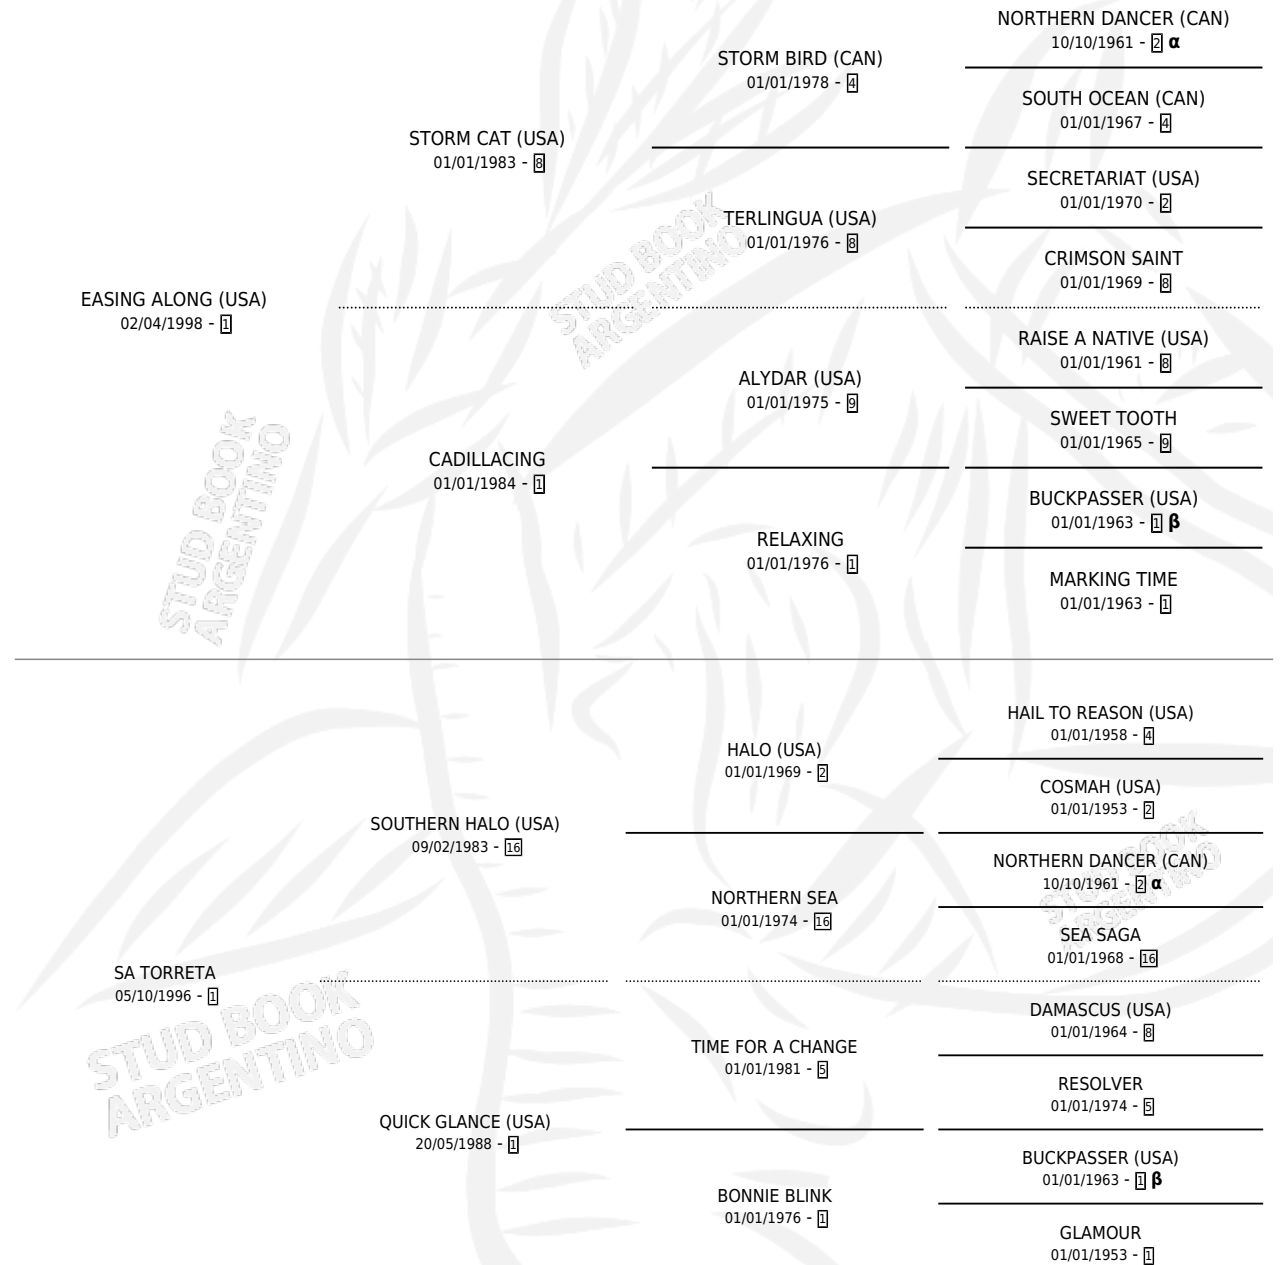 NORTHERN DANCER (CAN)
10/10/1961 - 2 α
STORM BIRD (CAN)
01/01/1978 - 4
SOUTH OCEAN (CAN)
01/01/1967 - 4
STORM CAT (USA)
01/01/1983 - 8
SECRETARIAT (USA)
01/01/1970 - 2
TERLINGUA (USA)
01/01/1976 - 8
CRIMSON SAINT
01/01/1969 - 8
EASING ALONG (USA)
02/04/1998 - 1
RAISE A NATIVE (USA)
01/01/1961 - 8
ALYDAR (USA)
01/01/1975 - 9
SWEET TOOTH
01/01/1965 - 9
CADILLACING
01/01/1984 - 1
BUCKPASSER (USA)
01/01/1963 - 1 β
RELAXING
01/01/1976 - 1
MARKING TIME
01/01/1963 - 1
HAIL TO REASON (USA)
01/01/1958 - 4
HALO (USA)
01/01/1969 - 2
COSMAH (USA)
01/01/1953 - 2
SOUTHERN HALO (USA)
09/02/1983 - 16
NORTHERN DANCER (CAN)
10/10/1961 - 2 α
NORTHERN SEA
01/01/1974 - 16
SEA SAGA
01/01/1968 - 16
SA TORRETA
05/10/1996 - 1
DAMASCUS (USA)
01/01/1964 - 8
TIME FOR A CHANGE
01/01/1981 - 5
RESOLVER
01/01/1974 - 5
QUICK GLANCE (USA)
20/05/1988 - 1
BUCKPASSER (USA)
01/01/1963 - 1 β
BONNIE BLINK
01/01/1976 - 1
GLAMOUR
01/01/1953 - 1
STUD BOOK
ARGENTINO
STUD BOOK
ARGENTINO
STUD BOOK
ARGENTINO
STUD BOOK
ARGENTINO